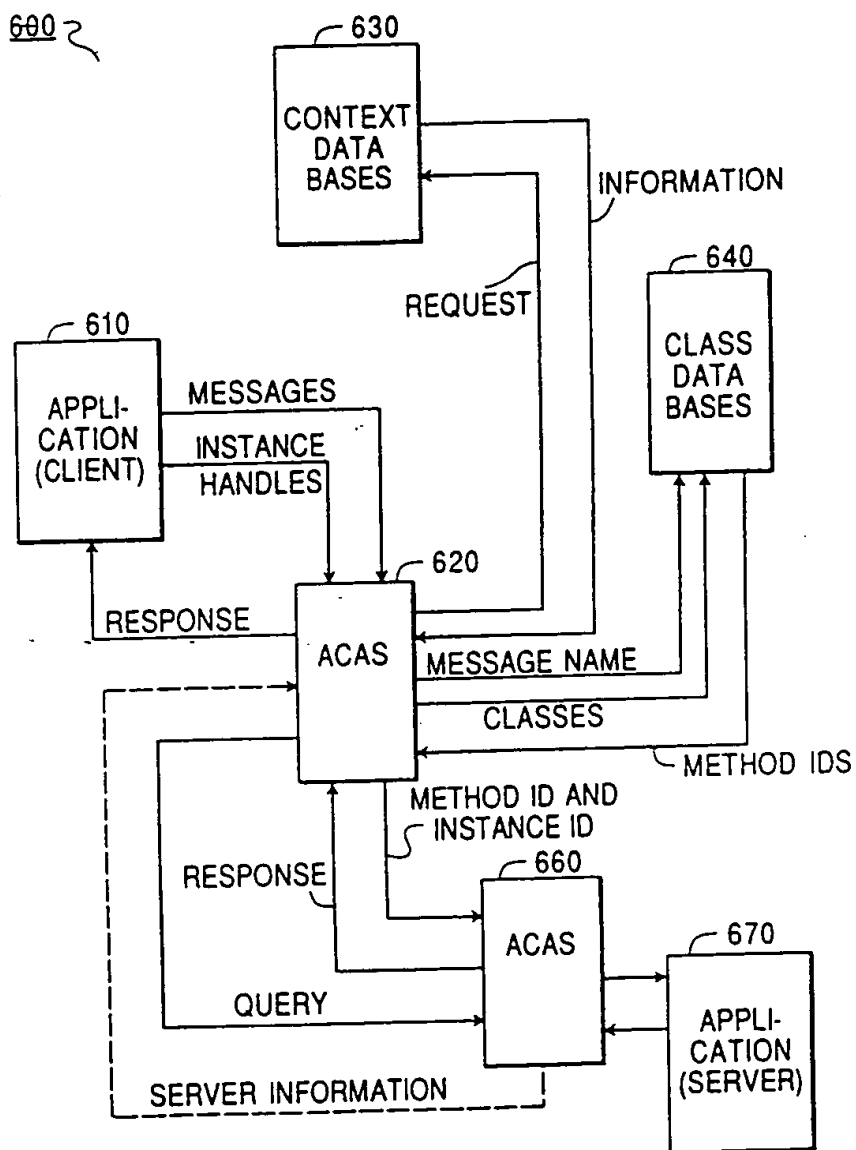 600
630
CONTEXT
DATA
BASES
INFORMATION
REQUEST
640
CLASS
DATA
BASES
610
APPLI-
CATION
(CLIENT)
MESSAGES
INSTANCE
HANDLES
620
RESPONSE
ACAS
MESSAGE NAME
CLASSES
METHOD IDS
METHOD ID AND
INSTANCE ID
RESPONSE
660
ACAS
670
QUERY
APPLI-
CATION
(SERVER)
SERVER INFORMATION